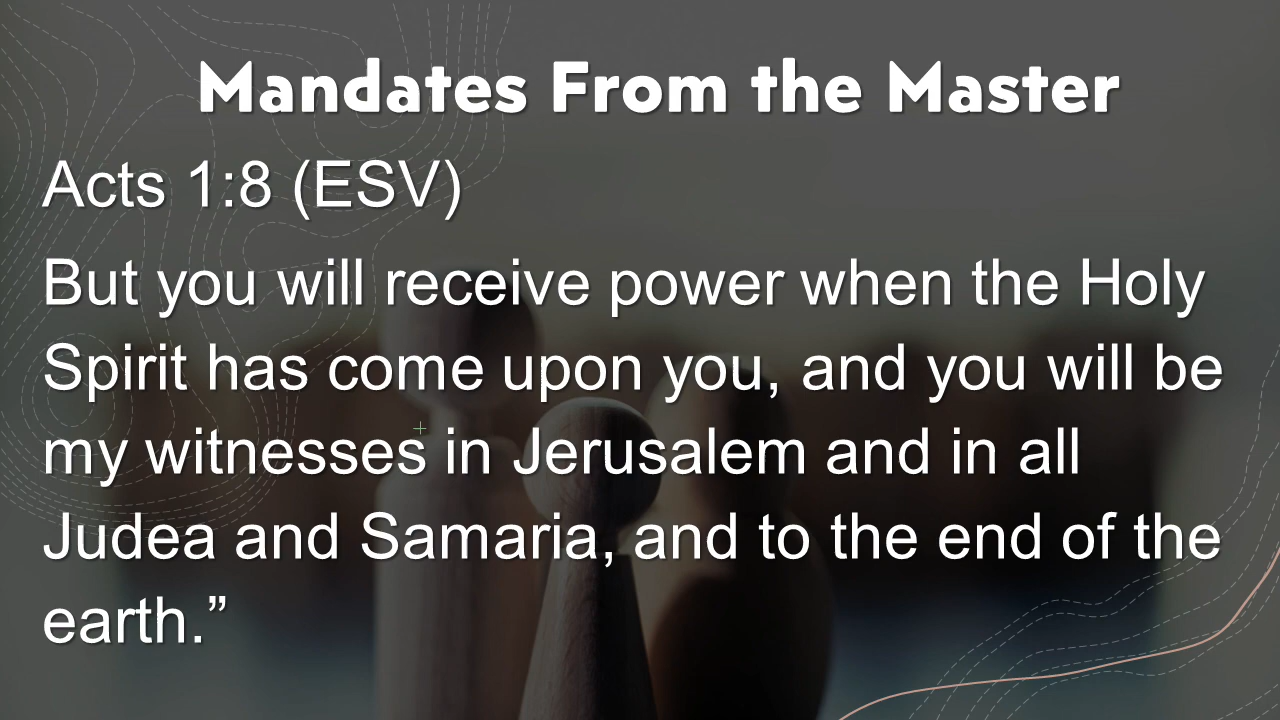 Mandates From the Master
Acts 1:8 (ESV)
But you will receive power when the Holy
Spirit has come upon you, and you will be
my witnesses in Jerusalem and in all
Judea and Samaria, and to the end of the
earth.”